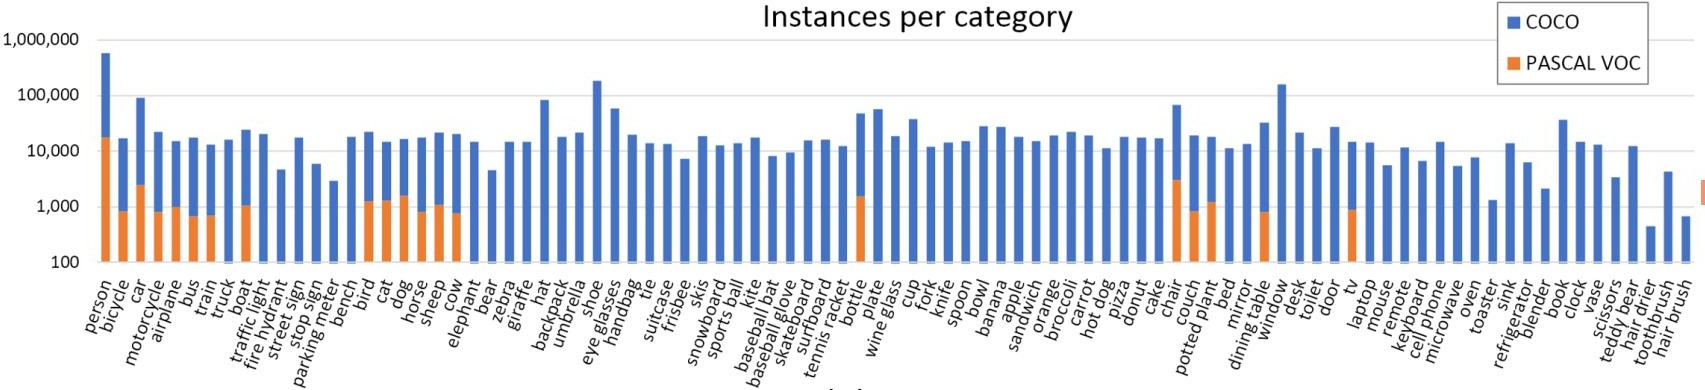 Instances per category
COCO
PASCAL VOC
1,000,000
100,000
10,000
1,000
100
person
bicycle
car
motorcycle
airplane
bus
train
truck
boat
traffic light
fire hydrant
street sign
stop sign
parking meter
bench
bird
cat
dog
horse
sheep
cow
elephant
bear
zebra
giraffe
hat
backpack
umbrella
shoe
eye glasses
handbag
tie
suitcase
frisbee
skis
snowboard
sports ball
kite
baseball bat
baseball glove
skateboard
surfboard
tennis racket
bottle
plate
wine glass
cup
fork
knife
spoon
bowl
banana
apple
sandwich
orange
broccoli
carrot
hot dog
pizza
donut
cake
chair
couch
potted plant
bed
mirror
dining table
window
desk
toilet
door
tv
laptop
mouse
remote
keyboard
cell phone
microwave
oven
toaster
sink
refrigerator
blender
book
clock
vase
scissors
teddy bear
hair drier
toothbrush
hair brush